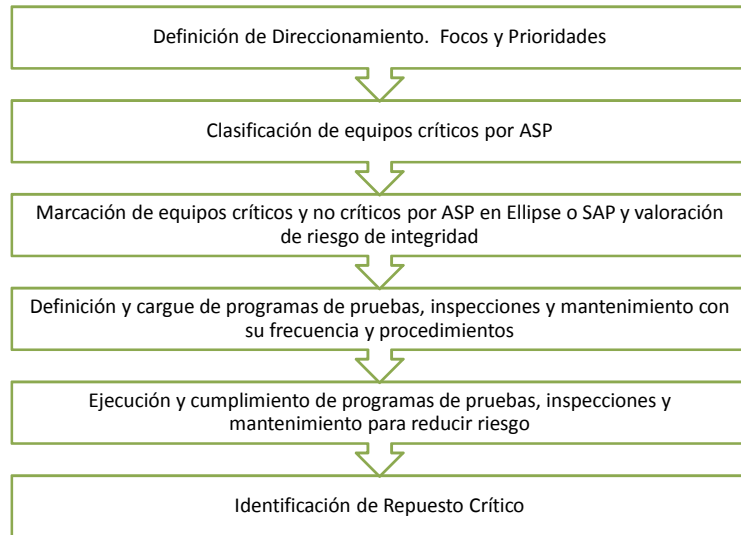 Definición de Direccionamiento.  Focos y Prioridades
Clasificación de equipos críticos por ASP
Marcación de equipos críticos y no críticos por ASP en Ellipse o SAP y valoración
de riesgo de integridad
Definición y cargue de programas de pruebas, inspecciones y mantenimiento con
su frecuencia y procedimientos
Ejecución y cumplimiento de programas de pruebas, inspecciones y
mantenimiento para reducir riesgo
Identificación de Repuesto Crítico